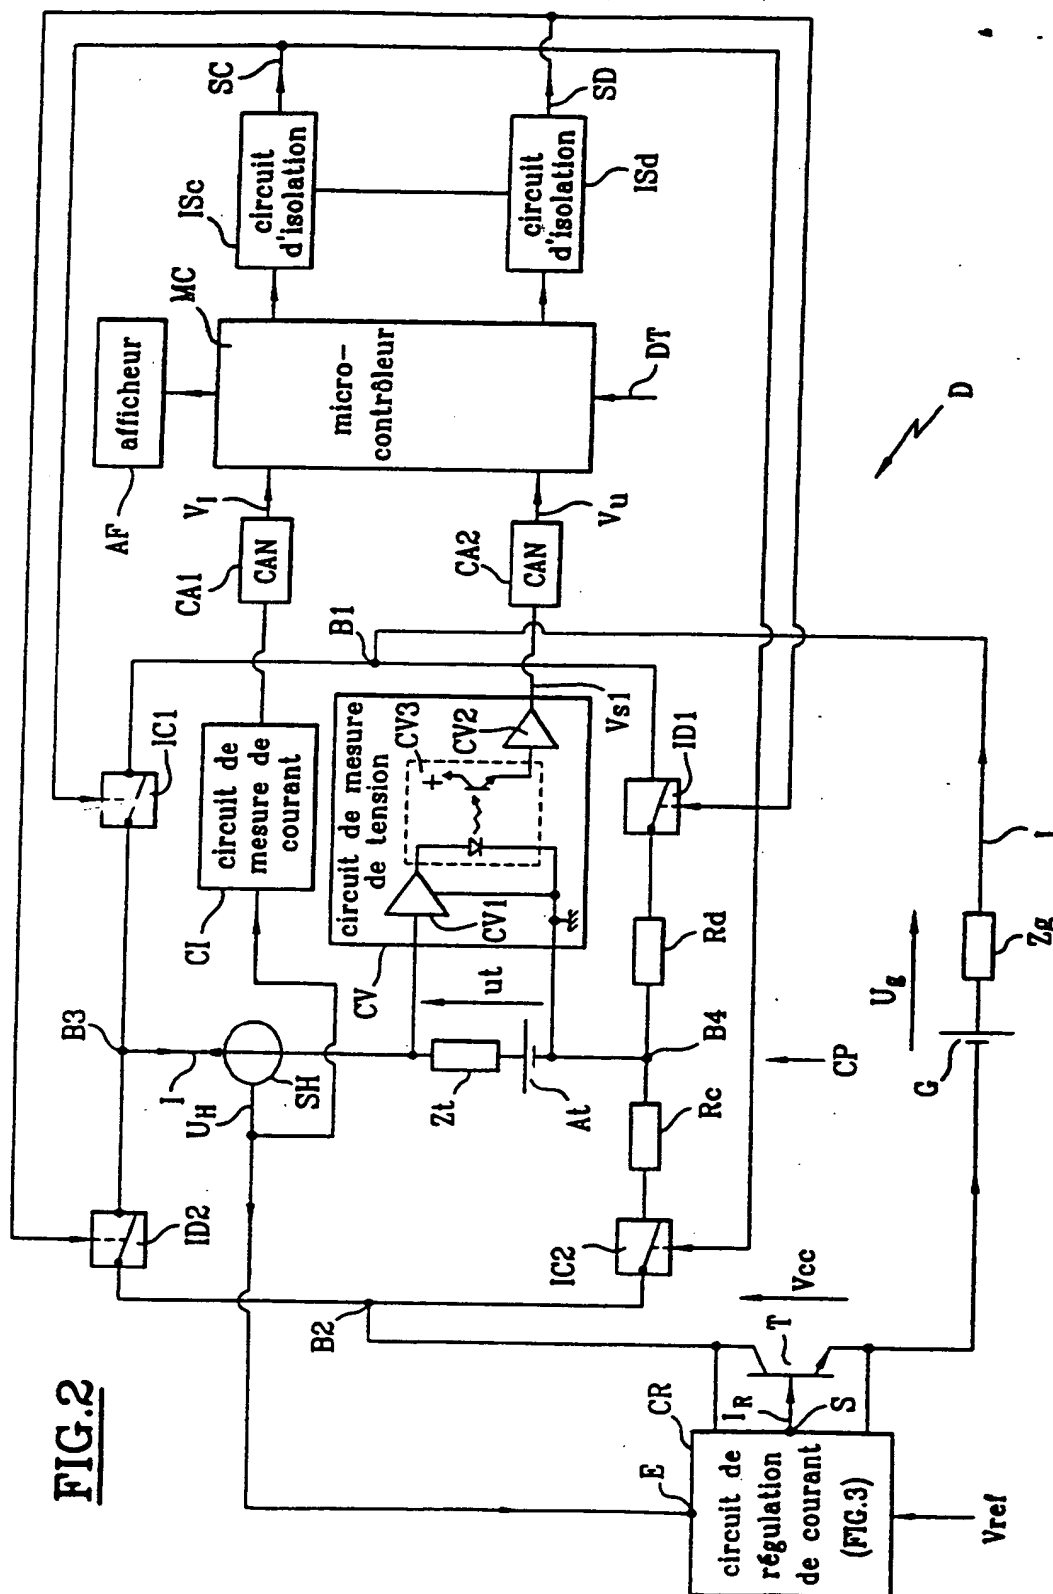 FIG.2
SC
SD
ISc
circuit
d'isolation
circuit
d'isolation
ISd
MC
micro-
contrôleur
afficheur
AF
DT
D
VI
Vu
CA1
CAN
CA2
CAN
B1
IC1
CI
circuit de
mesure de
courant
circuit de mesure
de tension
CV3
+
CV2
CV1
CV
Vs1
ID1
B3
I
UH
SH
ut
Zt
At
Rd
B4
Rc
CP
ID2
IC2
B2
Ug
G
Zg
I
Vcc
T
CR
IR
S
E
circuit de
régulation
de courant
(FIG.3)
Vref